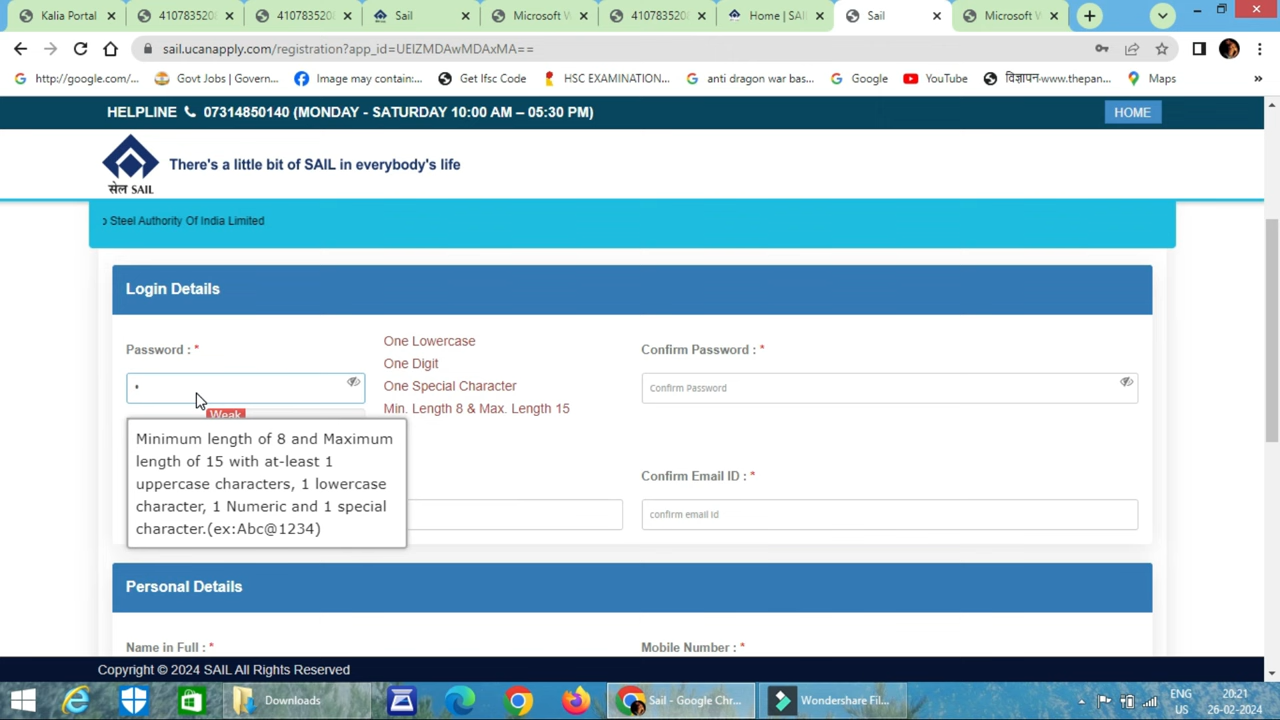 Kalia Portal
4107835208
4107835208
Sail
Microsoft W
4107835208
Home | SAI
Sail
Microsoft W
sail.ucanapply.com/registration?app_id=UEIZMDAwMDAxMA==
http://google.com/...
Govt Jobs | Govern...
Image may contain:...
Get Ifsc Code
HSC EXAMINATION...
anti dragon war bas...
Google
YouTube
विज्ञापन-www.thepan...
Maps
HELPLINE 07314850140 (MONDAY - SATURDAY 10:00 AM – 05:30 PM)
HOME
सेल SAIL
There's a little bit of SAIL in everybody's life
o Steel Authority Of India Limited
Login Details
Password : *
One Lowercase
One Digit
One Special Character
Min. Length 8 & Max. Length 15
Confirm Password : *
Confirm Password
Weak
Minimum length of 8 and Maximum
length of 15 with at-least 1
uppercase characters, 1 lowercase
character, 1 Numeric and 1 special
character.(ex:Abc@1234)
Confirm Email ID : *
confirm email id
Personal Details
Name in Full : *
Mobile Number : *
Copyright © 2024 SAIL All Rights Reserved
Downloads
Sail - Google Chr...
Wondershare Fil...
ENG
US
20:21
26-02-2024